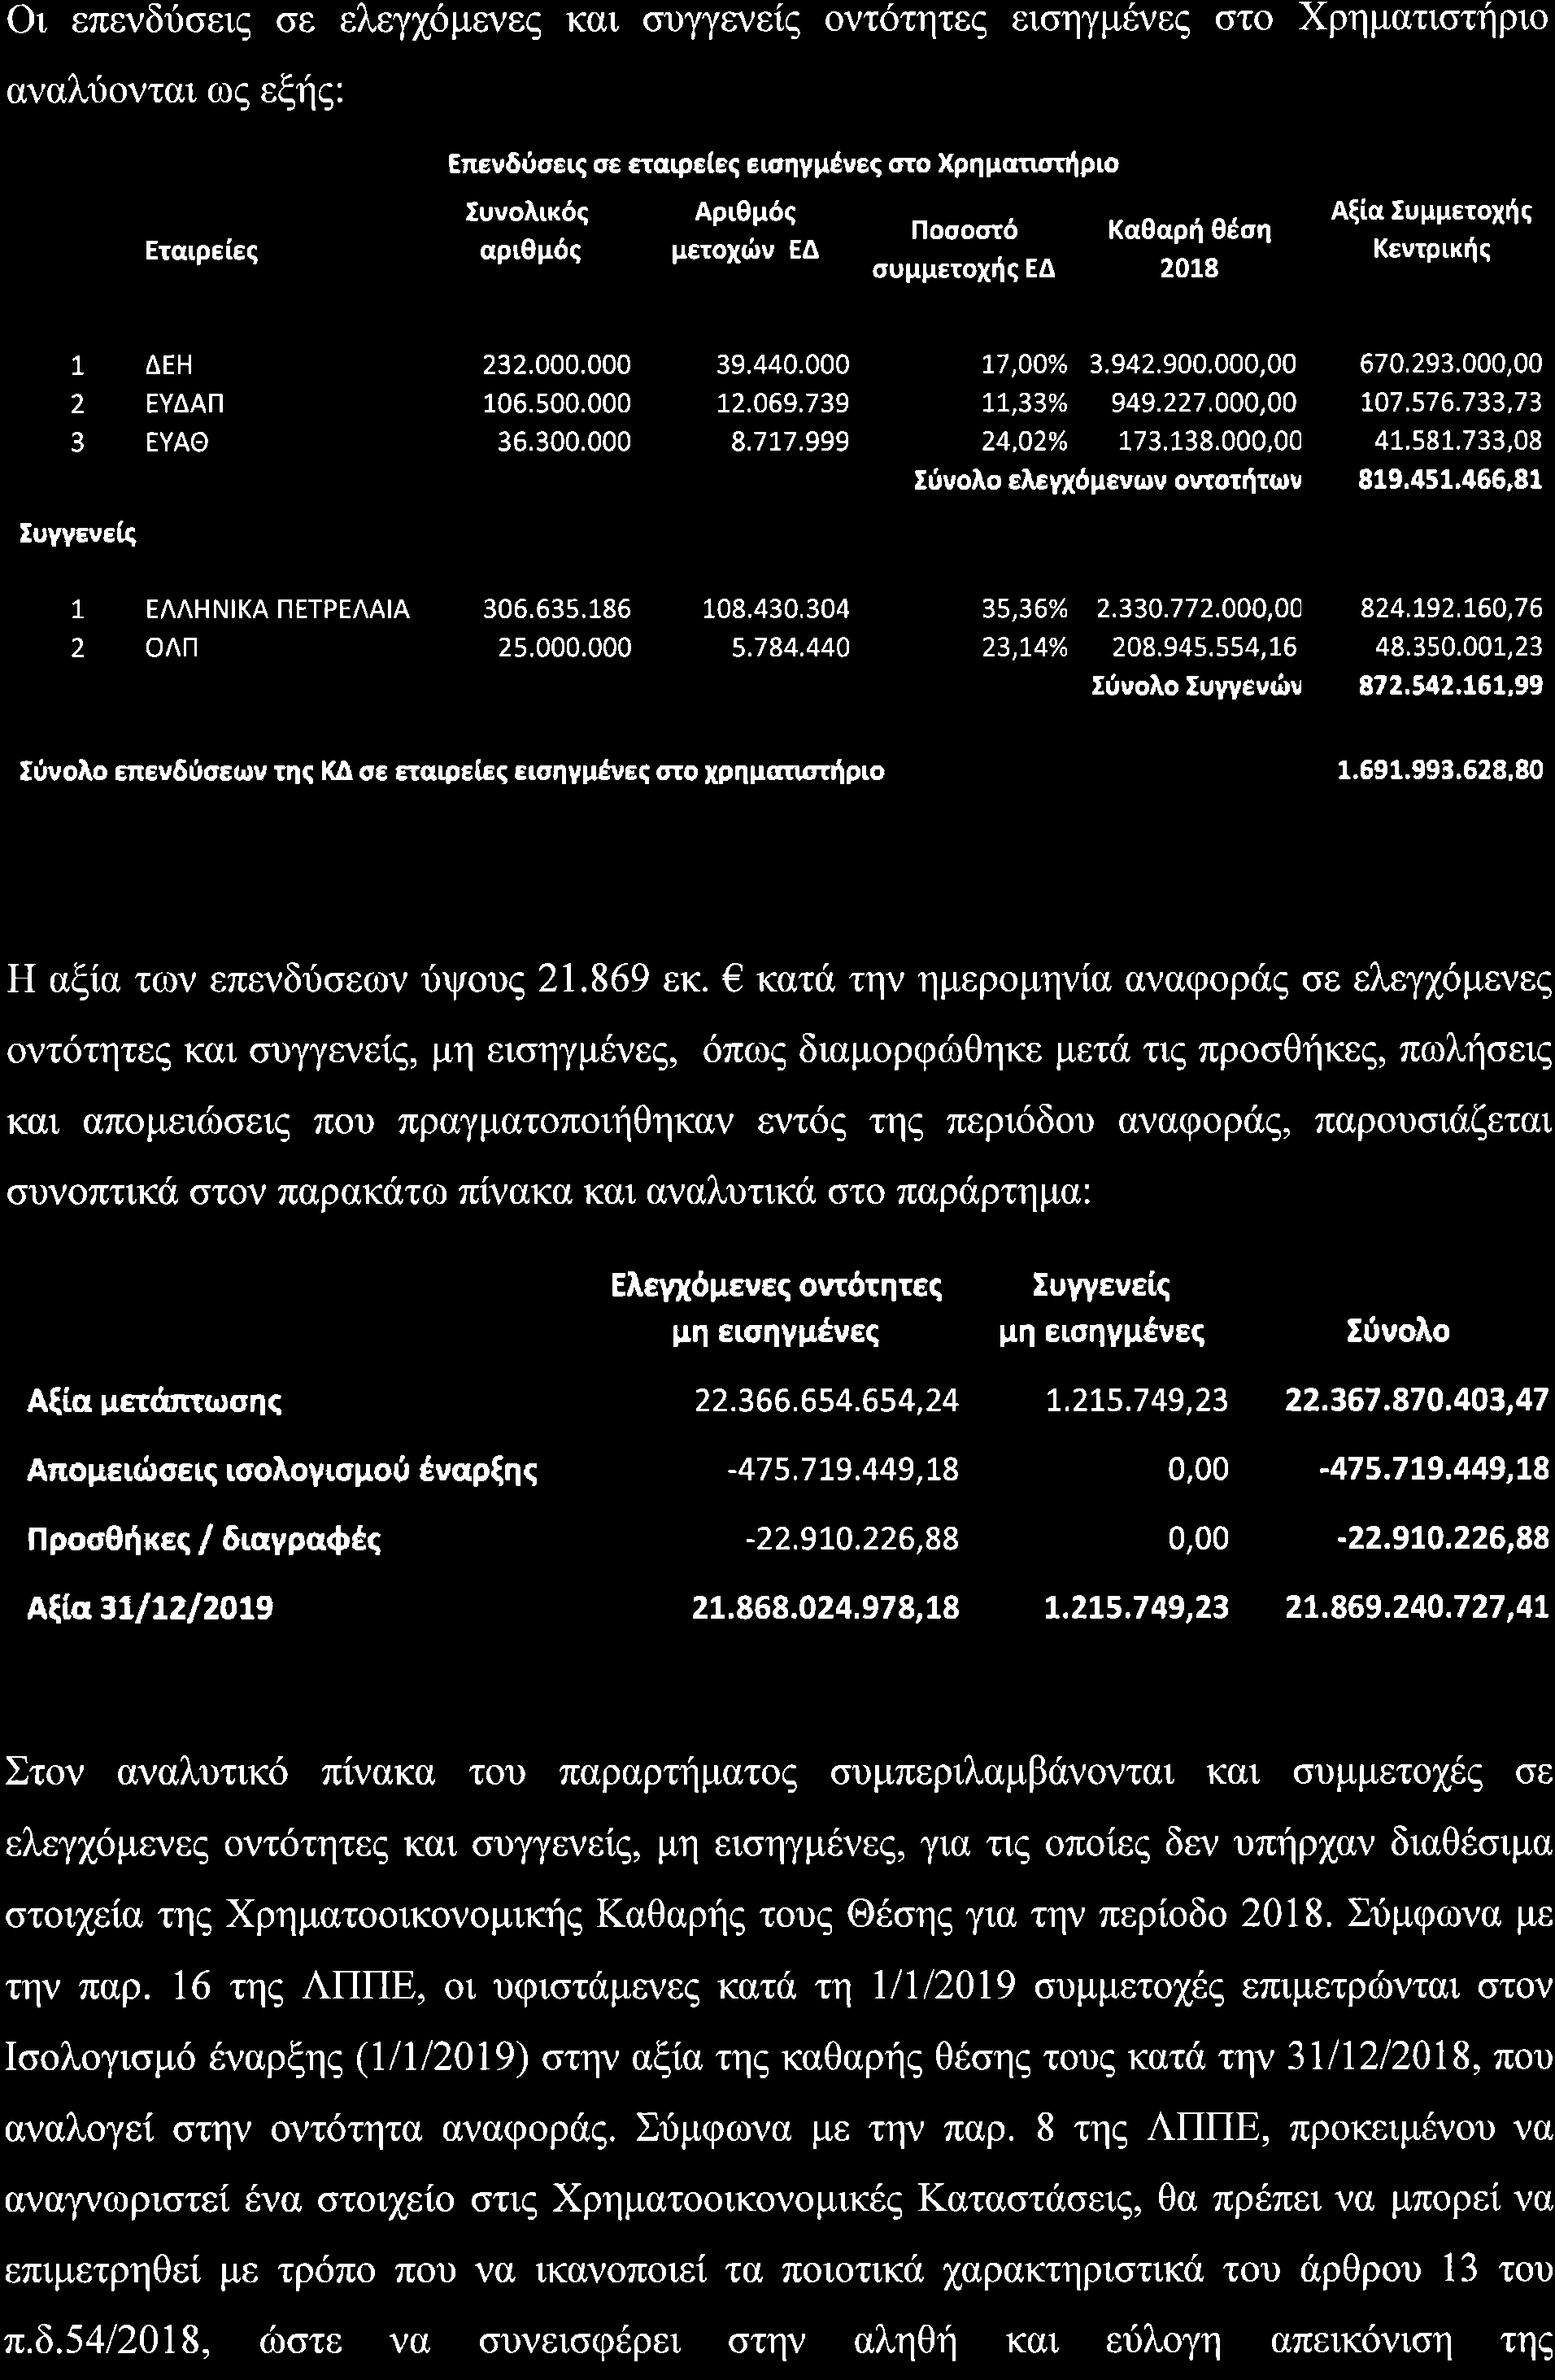 Οι επενδύσεις σε ελεγχόμενες και συγγενείς οντότητες εισηγμένες στο Χρηματιστήριο
αναλύονται ως εξής:
Επενδύσεις σε εταιρείες εισηγμένες στο Χρηματιστήριο
Εταιρείες Συνολικός αριθμός Αριθμός μετοχών ΕΔ Ποσοστό συμμετοχής ΕΔ Καθαρή θέση 2018 Αξία Συμμετοχής Κεντρικής
1 ΔΕΗ 232.000.000 39.440.000 17,00% 3.942.900.000,00 670.293.000,00
2 ΕΥΔΑΠ 106.500.000 12.069.739 11,33% 949.227.000,00 107.576.733,73
3 ΕΥΑΘ 36.300.000 8.717.999 24,02% 173.138.000,00 41.581.733,08
Σύνολο ελεγχόμενων οντοτήτων 819.451.466,81
Συγγενείς
1 ΕΛΛΗΝΙΚΑ ΠΕΤΡΕΛΑΙΑ 306.635.186 108.430.304 35,36% 2.330.772.000,00 824.192.160,76
2 ΟΛΠ 25.000.000 5.784.440 23,14% 208.945.554,16 48.350.001,23
Σύνολο Συγγενών 872.542.161,99
Σύνολο επενδύσεων της ΚΔ σε εταιρείες εισηγμένες στο χρηματιστήριο 1.691.993.628,80
Η αξία των επενδύσεων ύψους 21.869 εκ. € κατά την ημερομηνία αναφοράς σε ελεγχόμενες
οντότητες και συγγενείς, μη εισηγμένες, όπως διαμορφώθηκε μετά τις προσθήκες, πωλήσεις
και απομειώσεις που πραγματοποιήθηκαν εντός της περιόδου αναφοράς, παρουσιάζεται
συνοπτικά στον παρακάτω πίνακα και αναλυτικά στο παράρτημα:
Ελεγχόμενες οντότητες Συγγενείς
μη εισηγμένες μη εισηγμένες Σύνολο
Αξία μετάπτωσης 22.366.654.654,24 1.215.749,23 22.367.870.403,47
Απομειώσεις ισολογισμού έναρξης -475.719.449,18 0,00 -475.719.449,18
Προσθήκες / διαγραφές -22.910.226,88 0,00 -22.910.226,88
Αξία 31/12/2019 21.868.024.978,18 1.215.749,23 21.869.240.727,41
Στον αναλυτικό πίνακα του παραρτήματος συμπεριλαμβάνονται και συμμετοχές σε
ελεγχόμενες οντότητες και συγγενείς, μη εισηγμένες, για τις οποίες δεν υπήρχαν διαθέσιμα
στοιχεία της Χρηματοοικονομικής Καθαρής τους Θέσης για την περίοδο 2018. Σύμφωνα με
την παρ. 16 της ΛΠΠΕ, οι υφιστάμενες κατά τη 1/1/2019 συμμετοχές επιμετρώνται στον
Ισολογισμό έναρξης (1/1/2019) στην αξία της καθαρής θέσης τους κατά την 31/12/2018, που
αναλογεί στην οντότητα αναφοράς. Σύμφωνα με την παρ. 8 της ΛΠΠΕ, προκειμένου να
αναγνωριστεί ένα στοιχείο στις Χρηματοοικονομικές Καταστάσεις, θα πρέπει να μπορεί να
επιμετρηθεί με τρόπο που να ικανοποιεί τα ποιοτικά χαρακτηριστικά του άρθρου 13 του
π.δ.54/2018, ώστε να συνεισφέρει στην αληθή και εύλογη απεικόνιση της